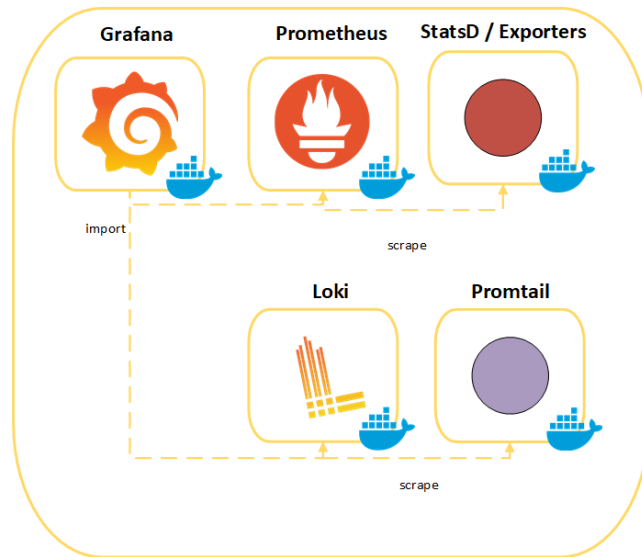 Grafana
Prometheus
StatsD / Exporters
import
scrape
Loki
Promtail
scrape